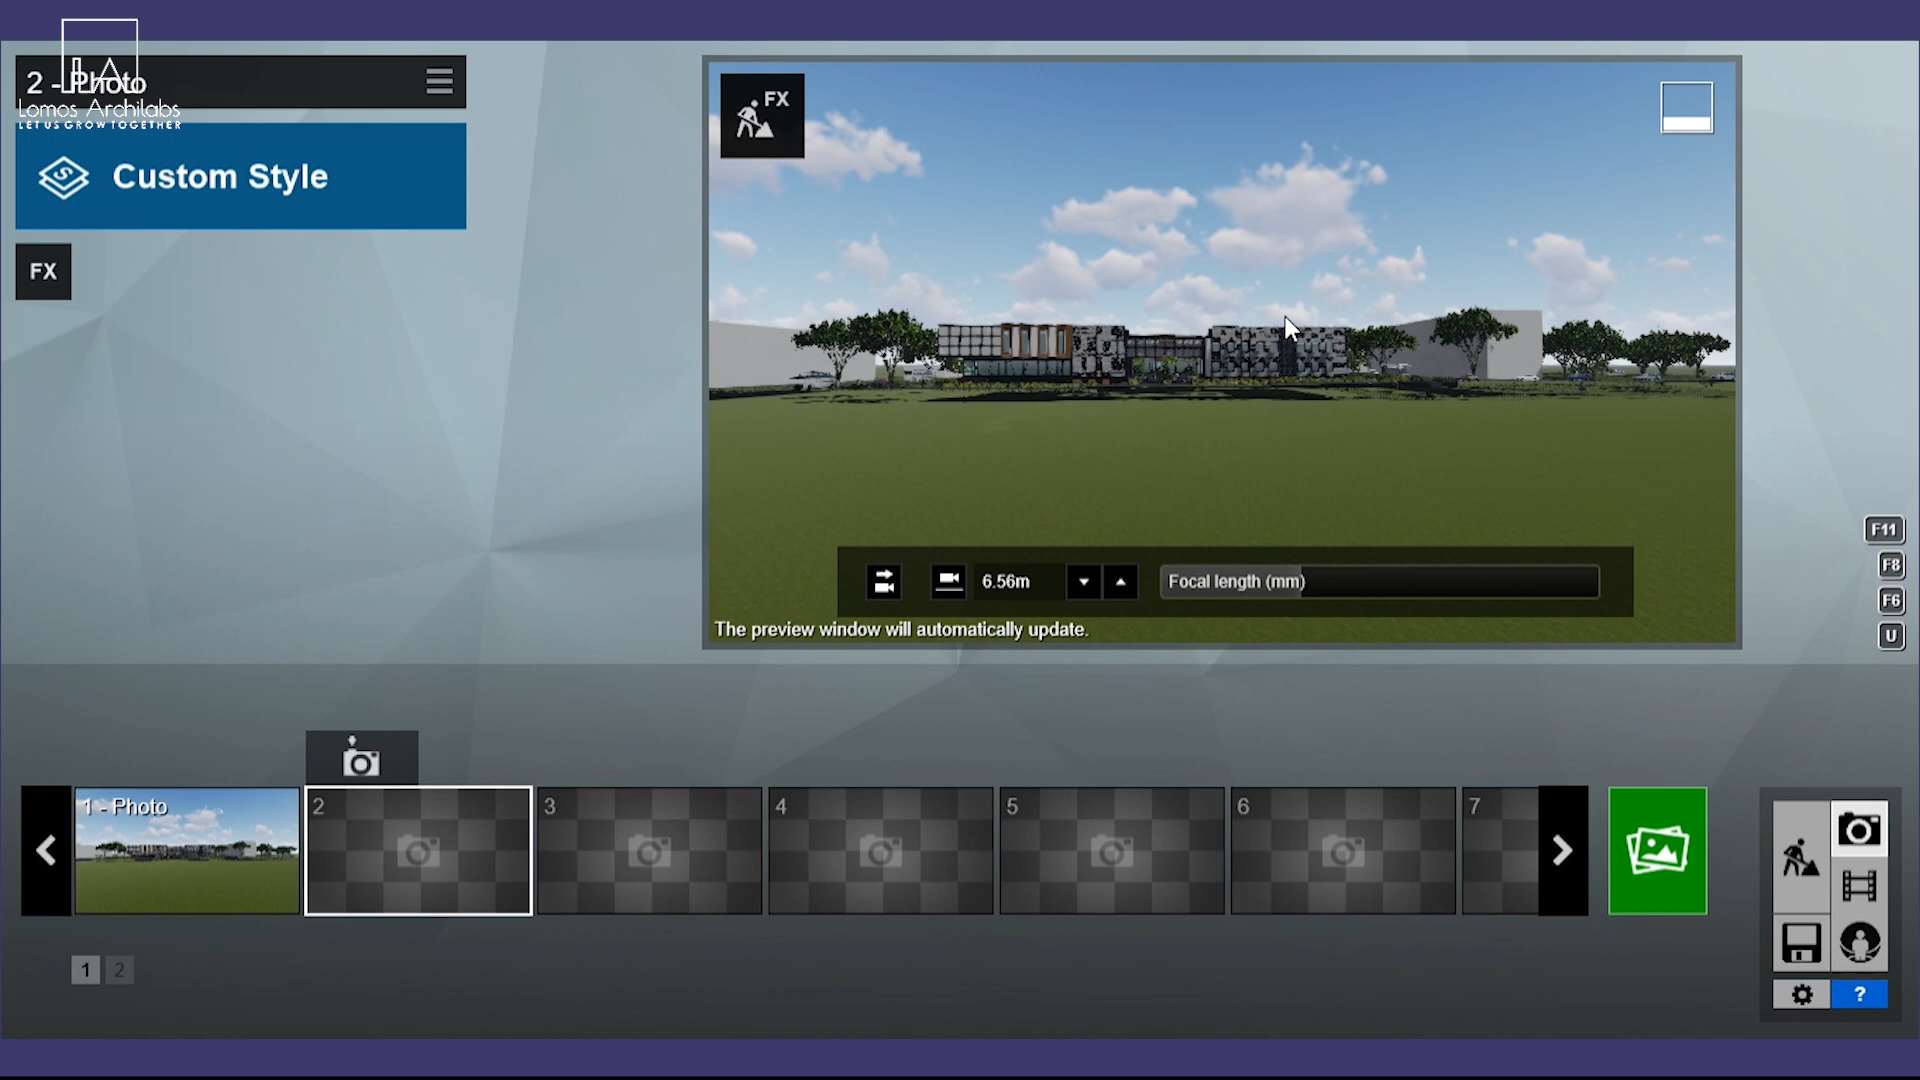 2 - Photo
LA
Lomos Archilabs
LET US GROW TOGETHER
Custom Style
FX
FX
6.56m
Focal length (mm)
The preview window will automatically update.
F11
F8
F6
U
1 - Photo
2
3
4
5
6
7
1
2
?